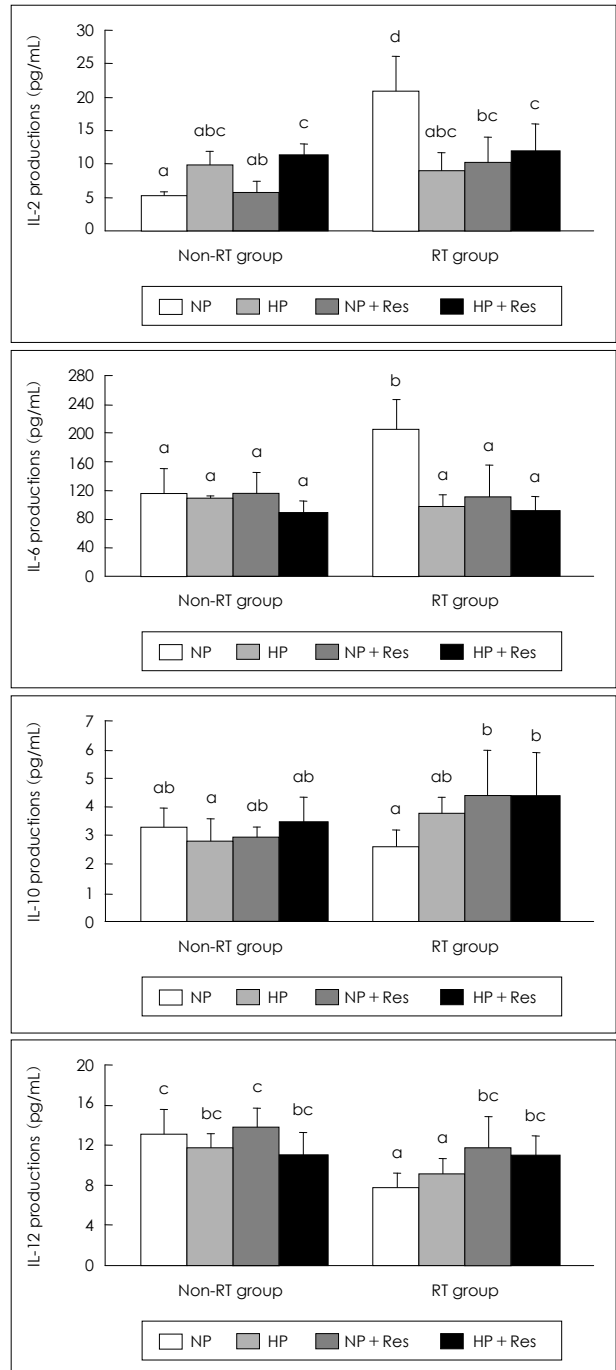 IL-2 productions (pg/mL)
30
25
20
15
10
5
0
a
abc
ab
c
d
abc
bc
c
Non-RT group
RT group
NP
HP
NP + Res
HP + Res
IL-6 productions (pg/mL)
280
240
200
160
120
80
40
0
a
a
a
a
b
a
a
a
Non-RT group
RT group
NP
HP
NP + Res
HP + Res
IL-10 productions (pg/mL)
7
6
5
4
3
2
1
0
ab
a
ab
ab
a
ab
b
b
Non-RT group
RT group
NP
HP
NP + Res
HP + Res
IL-12 productions (pg/mL)
20
16
12
8
4
0
c
bc
c
bc
a
a
bc
bc
Non-RT group
RT group
NP
HP
NP + Res
HP + Res